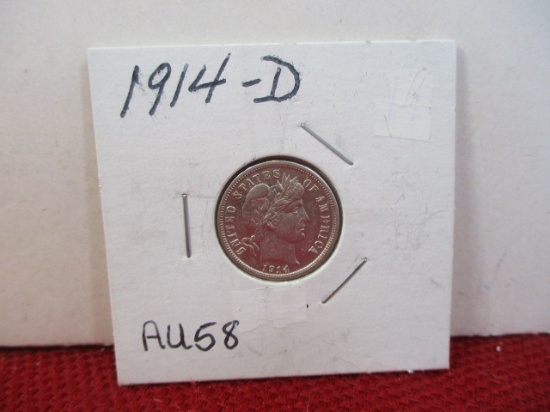 1914-D
UNITED STATES OF AMERICA
1914
AU58